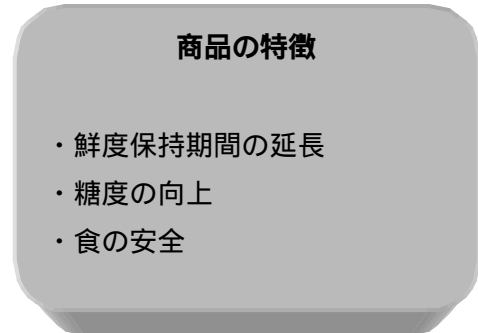 商品の特徴
・鮮度保持期間の延長
・糖度の向上
・食の安全